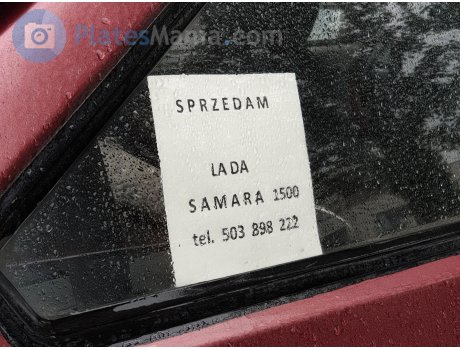 PlatesMania.com
SPRZEDAM
LADA
SAMARA 1500
tel. 503 898 222